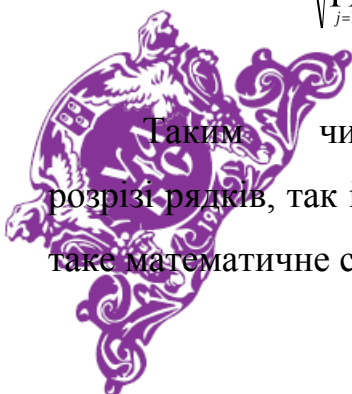 √
j=
Таким чи
розрізі рядків, так і
таке математичне с